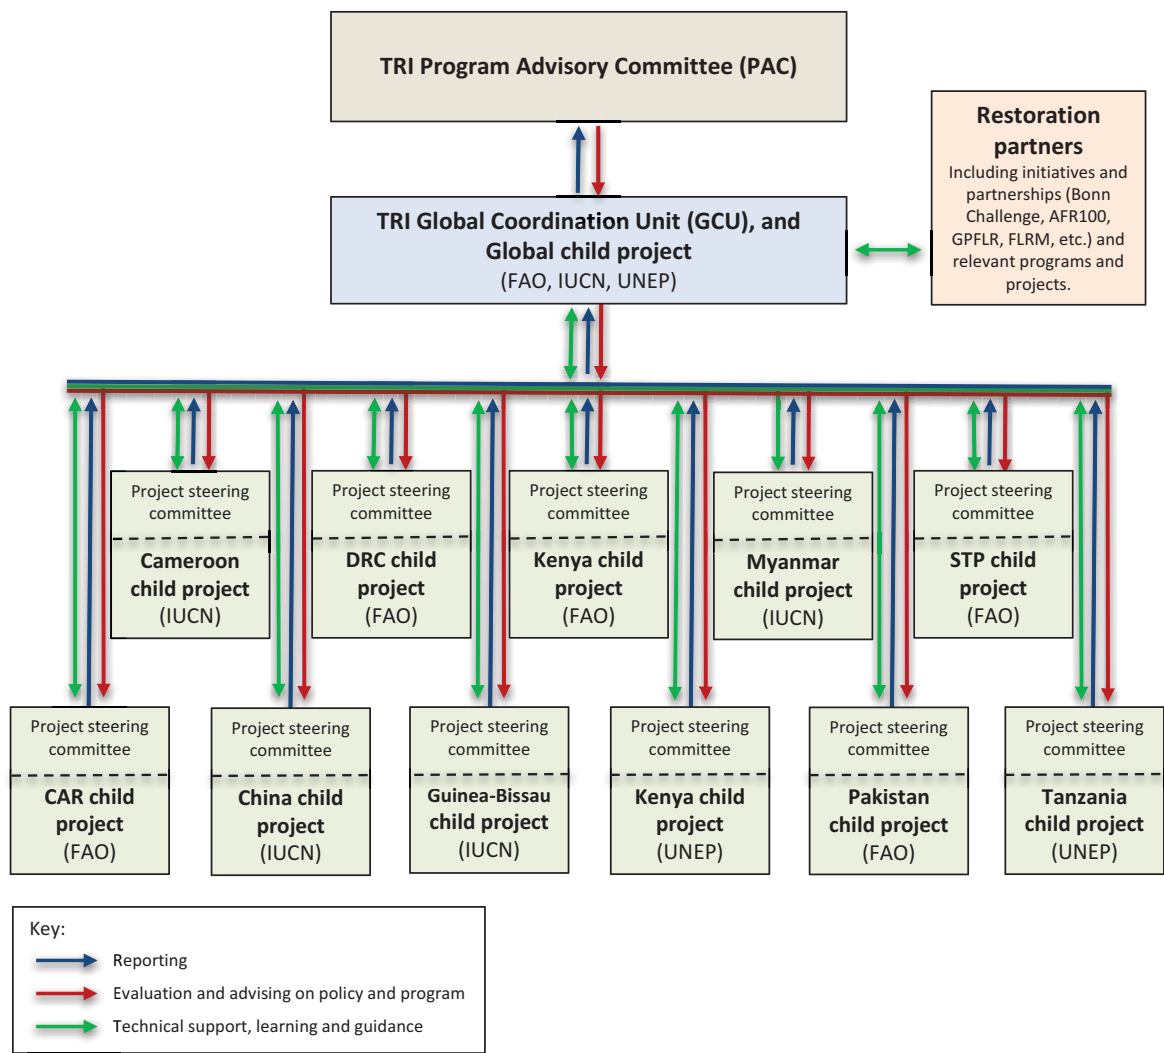 TRI Program Advisory Committee (PAC)
Restoration
partners
Including initiatives and
partnerships (Bonn
Challenge, AFR100,
GPFLR, FLRM, etc.) and
relevant programs and
projects.
TRI Global Coordination Unit (GCU), and
Global child project
(FAO, IUCN, UNEP)
Project steering
committee
Cameroon
child project
(IUCN)
Project steering
committee
DRC child
project
(FAO)
Project steering
committee
Kenya child
project
(FAO)
Project steering
committee
Myanmar
child project
(IUCN)
Project steering
committee
STP child
project
(FAO)
Project steering
committee
CAR child
project
(FAO)
Project steering
committee
China child
project
(IUCN)
Project steering
committee
Guinea-Bissau
child project
(IUCN)
Project steering
committee
Kenya child
project
(UNEP)
Project steering
committee
Pakistan
child project
(FAO)
Project steering
committee
Tanzania
child project
(UNEP)
Key:
Reporting
Evaluation and advising on policy and program
Technical support, learning and guidance